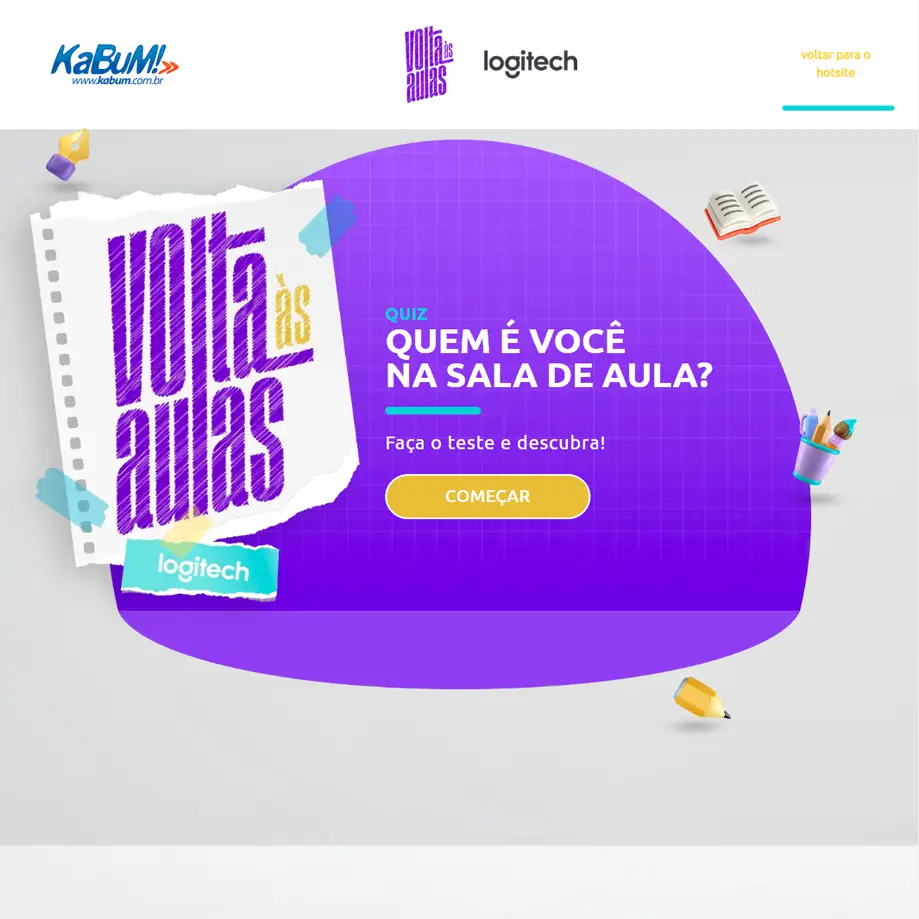 KaBuM!
www.kabum.com.br
volta às
aulas
logitech
voltar para o
hotsite
volta às
aulas
logitech
QUIZ
QUEM É VOCÊ
NA SALA DE AULA?
Faça o teste e descubra!
COMEÇAR